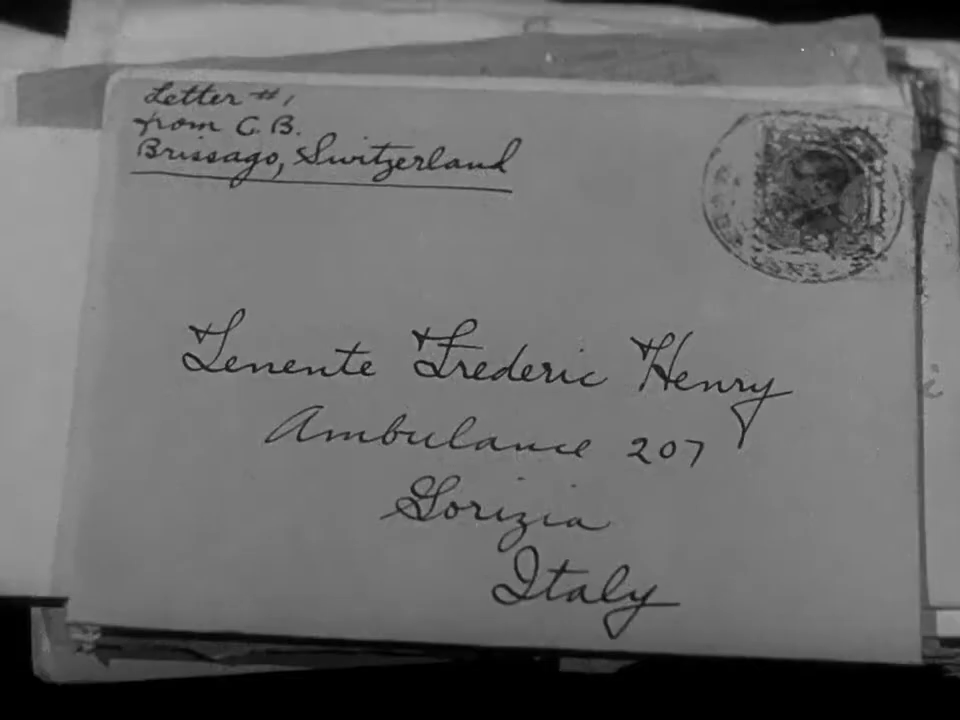 Letter #1
from C.B.
Brissago, Switzerland
Tenente Frederic Henry
Ambulance 207
Gorizia
Italy